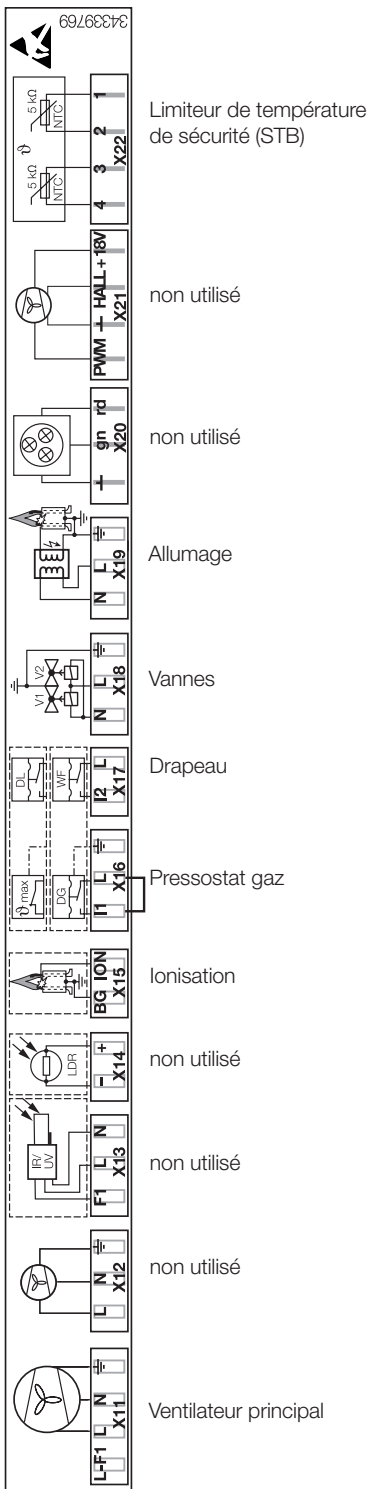 34339769
5 kΩ
NTC
ϑ
5 kΩ
NTC
1
2
3
4
X22
Limiteur de température
de sécurité (STB)
PWM ⊥ HALL + 18V
X21
non utilisé
⊥ gn rd
X20
non utilisé
N L
X19
Allumage
V1 V2
N L
X18
Vannes
DL
WF
I2 L
X17
Drapeau
ϑ max
DG
I1 L
X16
Pressostat gaz
BG ION
X15
Ionisation
LDR
- +
X14
non utilisé
IR/
UV
F1 L N
X13
non utilisé
L N
X12
non utilisé
L-F1 L N
X11
Ventilateur principal